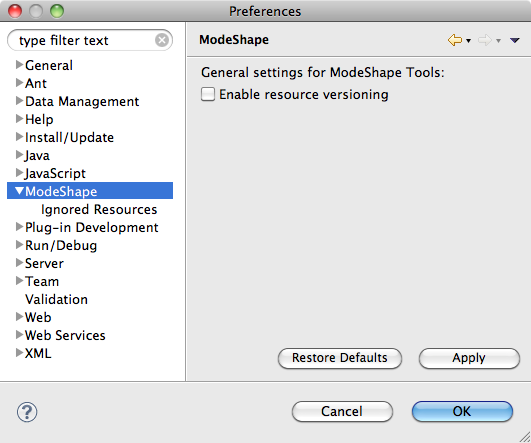 Preferences
type filter text
General
Ant
Data Management
Help
Install/Update
Java
JavaScript
ModeShape
Ignored Resources
Plug-in Development
Run/Debug
Server
Team
Validation
Web
Web Services
XML
ModeShape
General settings for ModeShape Tools:
Enable resource versioning
Restore Defaults
Apply
?
Cancel
OK